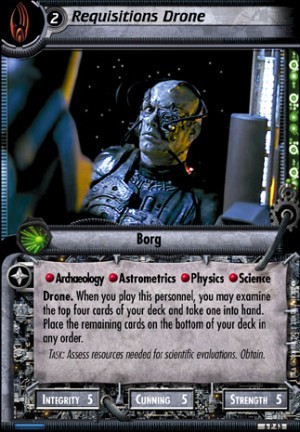 2 Requisitions Drone
Borg
Archaeology Astrometrics Physics Science
Drone. When you play this personnel, you may examine
the top four cards of your deck and take one into hand.
Place the remaining cards on the bottom of your deck in
any order.
Task: Assess resources needed for scientific evaluations. Obtain.
Integrity 5 Cunning 5 Strength 5